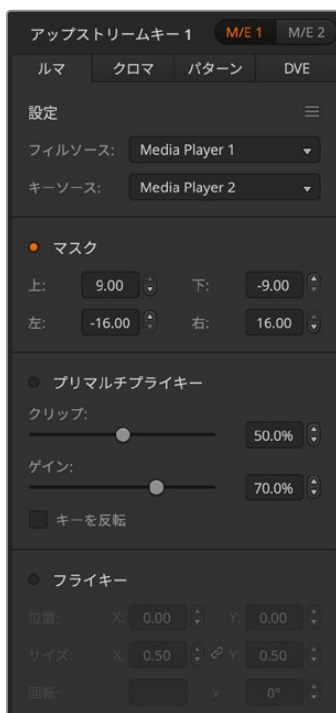 アップストリームキー 1 M/E 1 M/E 2
ルマ クロマ パターン DVE
設定
フィルソース: Media Player 1
キーソース: Media Player 2
マスク
上: 9.00 下: -9.00
左: -16.00 右: 16.00
プリマルチプライキー
クリップ:
50.0%
ゲイン:
70.0%
キーを反転
フライキー
位置: X: 0.00 Y: 0.00
サイズ: X: 0.50 Y: 0.50
回転: x 0°